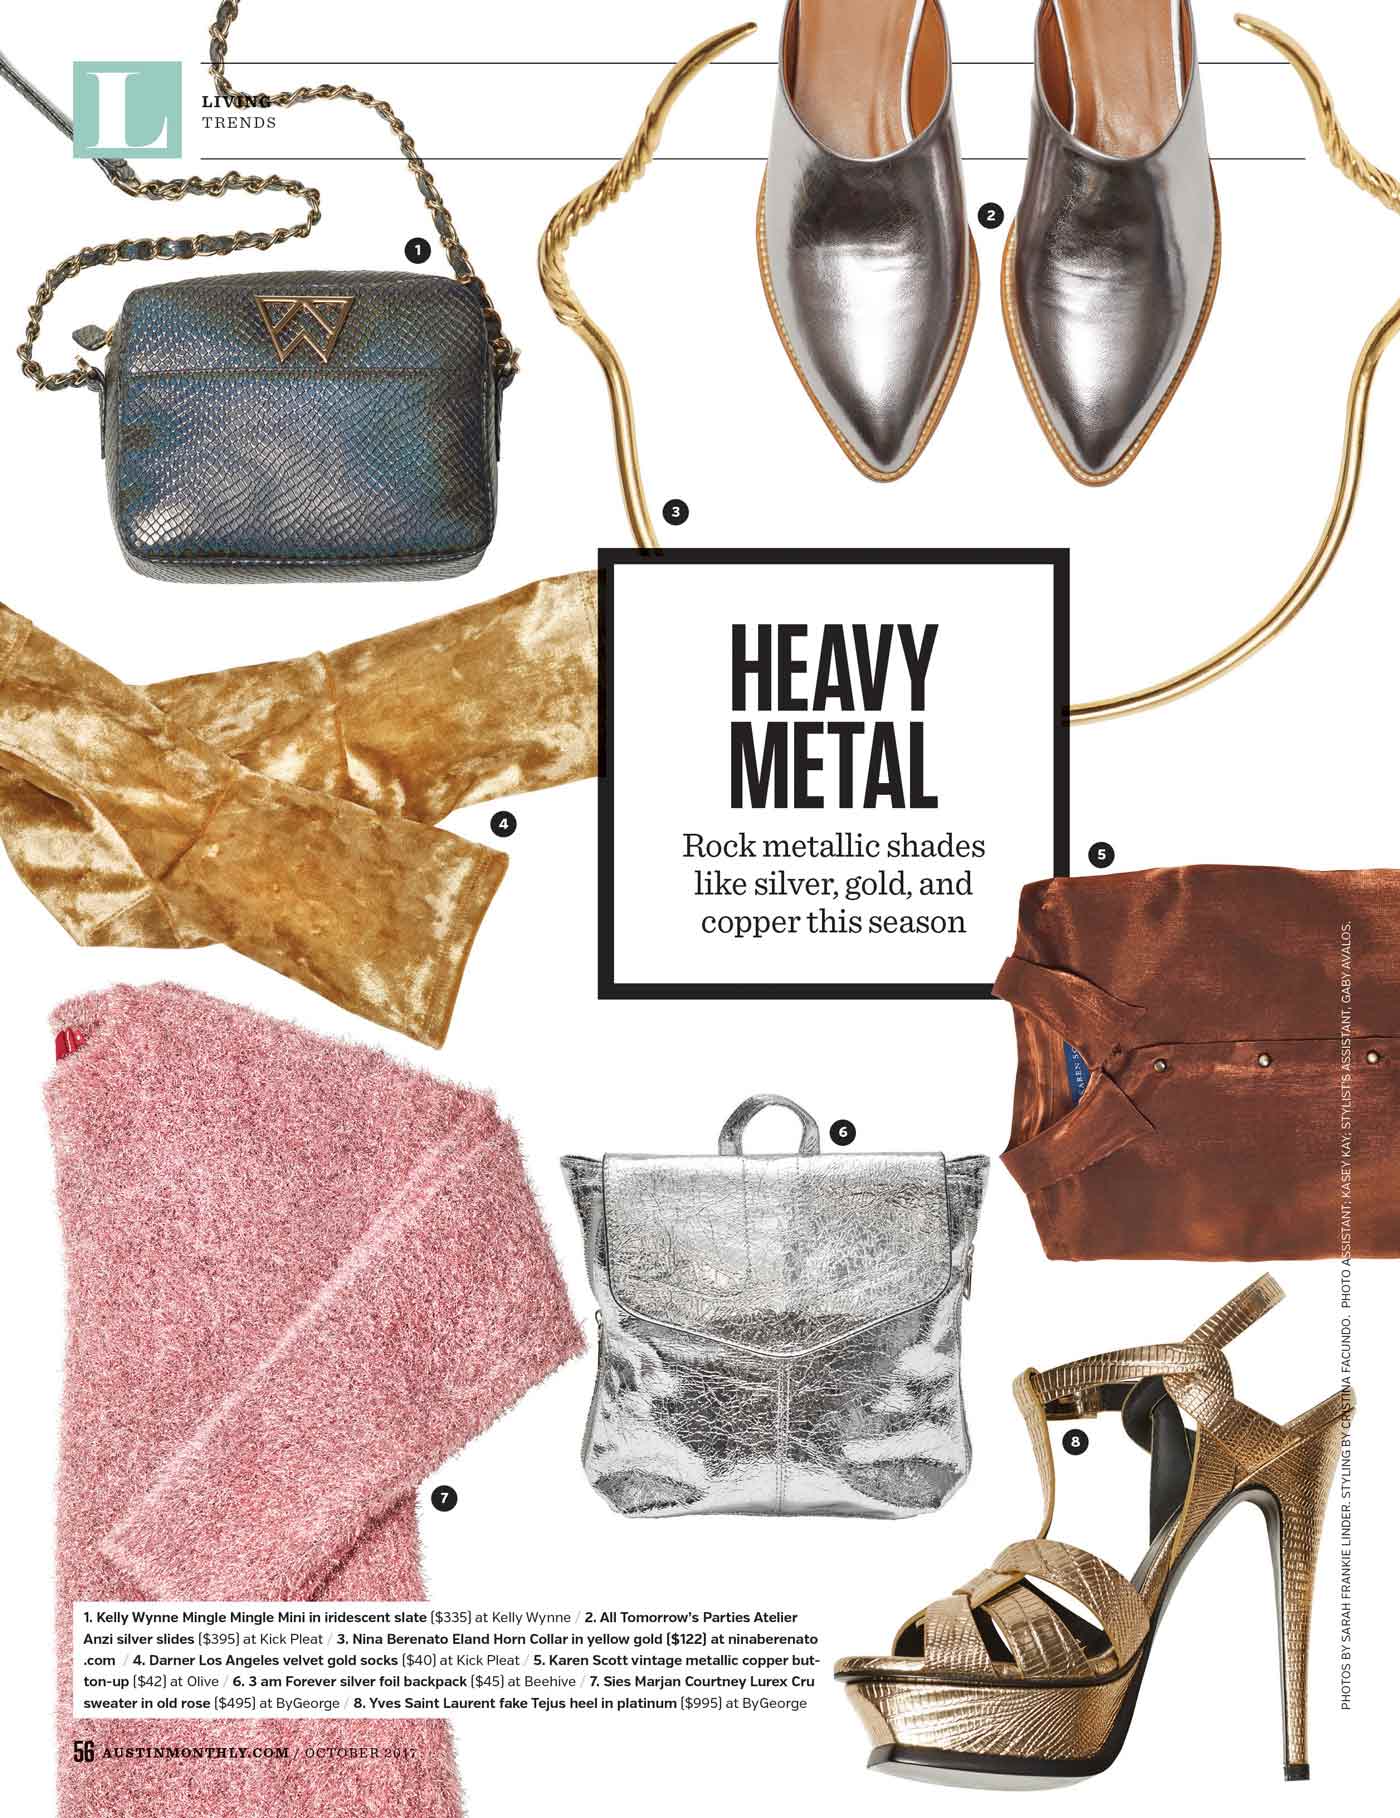 L
LIVING
TRENDS
1
2
3
HEAVY
METAL
Rock metallic shades
like silver, gold, and
copper this season
4
5
6
7
8
1. Kelly Wynne Mingle Mingle Mini in iridescent slate ($335) at Kelly Wynne / 2. All Tomorrow's Parties Atelier
Anzi silver slides ($395) at Kick Pleat / 3. Nina Berenato Eland Horn Collar in yellow gold ($122) at ninaberenato
.com / 4. Darner Los Angeles velvet gold socks ($40) at Kick Pleat / 5. Karen Scott vintage metallic copper but-
ton-up ($42) at Olive / 6. 3 am Forever silver foil backpack ($45) at Beehive / 7. Sies Marjan Courtney Lurex Cru
sweater in old rose ($495) at ByGeorge / 8. Yves Saint Laurent fake Tejus heel in platinum ($995) at ByGeorge
56 AUSTINMONTHLY.COM / OCTOBER 2017
PHOTOS BY SARAH FRANKIE LINDER. STYLING BY CRISTINA FACUNDO. PHOTO ASSISTANT; KASEY KAY; STYLIST'S ASSISTANT, GABY AVALOS.